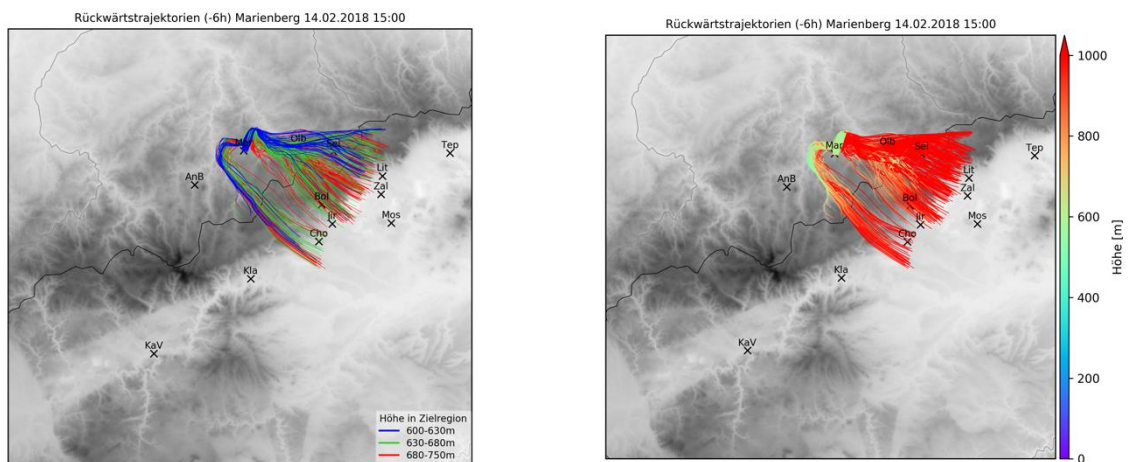 Rückwärtstrajektorien (-6h) Marienberg 14.02.2018 15:00
Olb
Sei
Tep
Lit
AnB
Zal
Bol
Jir
Mos
Cho
Kla
KaV
Höhe in Zielregion
600-630m
630-680m
680-750m
Rückwärtstrajektorien (-6h) Marienberg 14.02.2018 15:00
Olb
Mar
Sei
Tep
Lit
AnB
Zal
Bol
Jir
Mos
Cho
Kla
KaV
1000
800
600
400
200
0
Höhe [m]